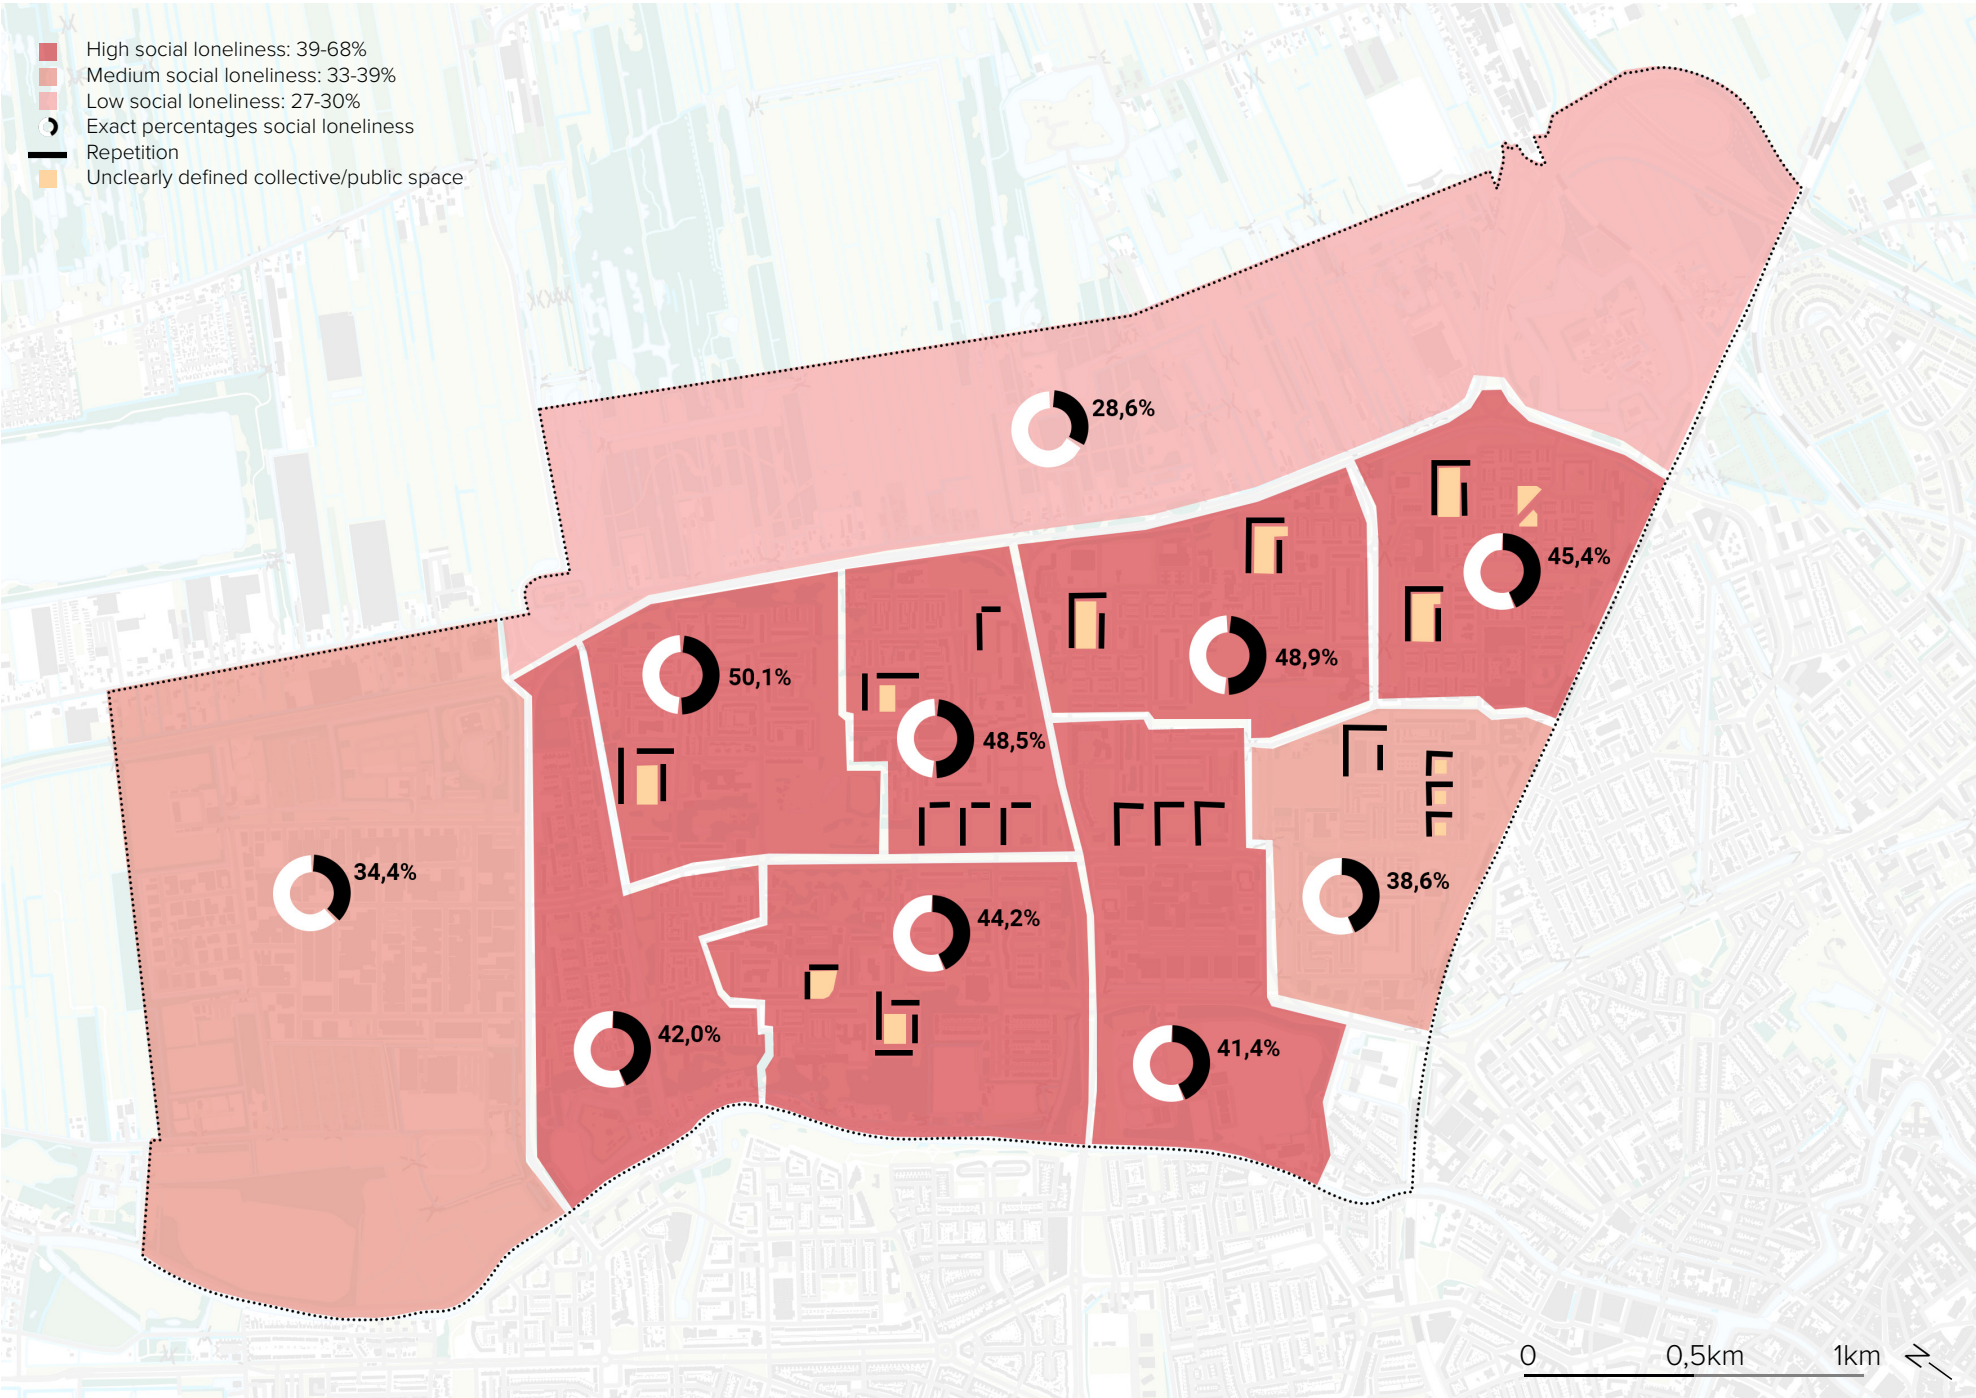 High social loneliness: 39-68%
Medium social loneliness: 33-39%
Low social loneliness: 27-30%
Exact percentages social loneliness
Repetition
Unclearly defined collective/public space
28,6%
45,4%
48,9%
50,1%
48,5%
34,4%
38,6%
44,2%
42,0%
41,4%
0 0,5km 1km N